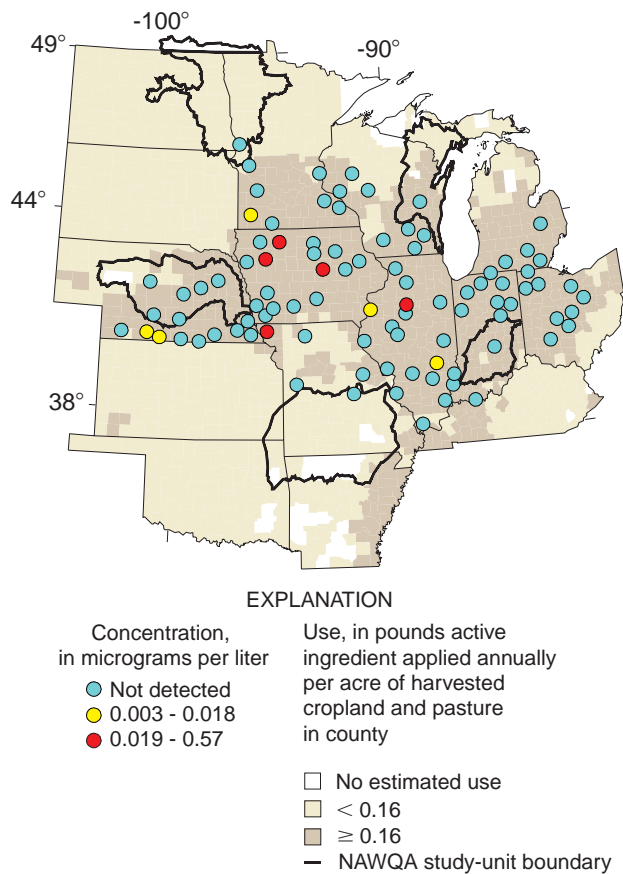 -100°
-90°
49°
44°
38°
EXPLANATION
Concentration,
in micrograms per liter
Not detected
0.003 - 0.018
0.019 - 0.57
Use, in pounds active
ingredient applied annually
per acre of harvested
cropland and pasture
in county
No estimated use
< 0.16
≥ 0.16
NAWQA study-unit boundary